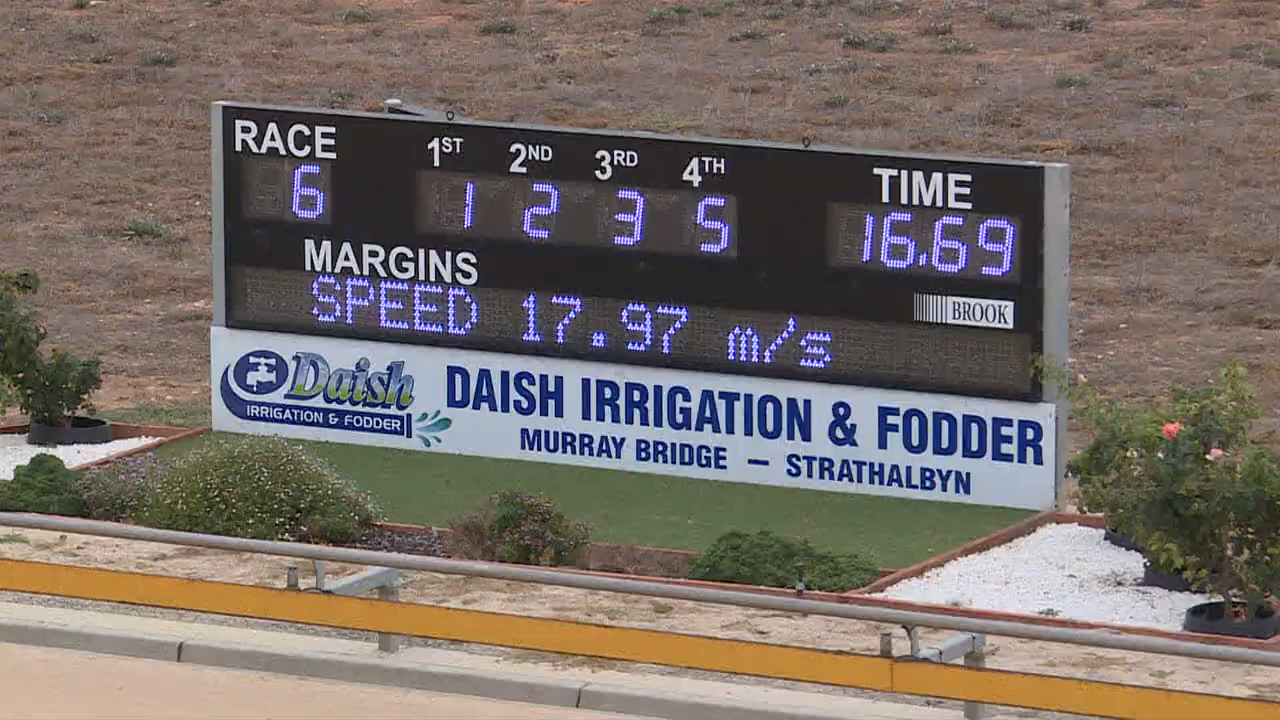 RACE 1ST 2ND 3RD 4TH TIME
6 1 2 3 5 16.69
MARGINS
BROOK
SPEED 17.97 m/s
Daish
IRRIGATION & FODDER
DAISH IRRIGATION & FODDER
MURRAY BRIDGE – STRATHALBYN